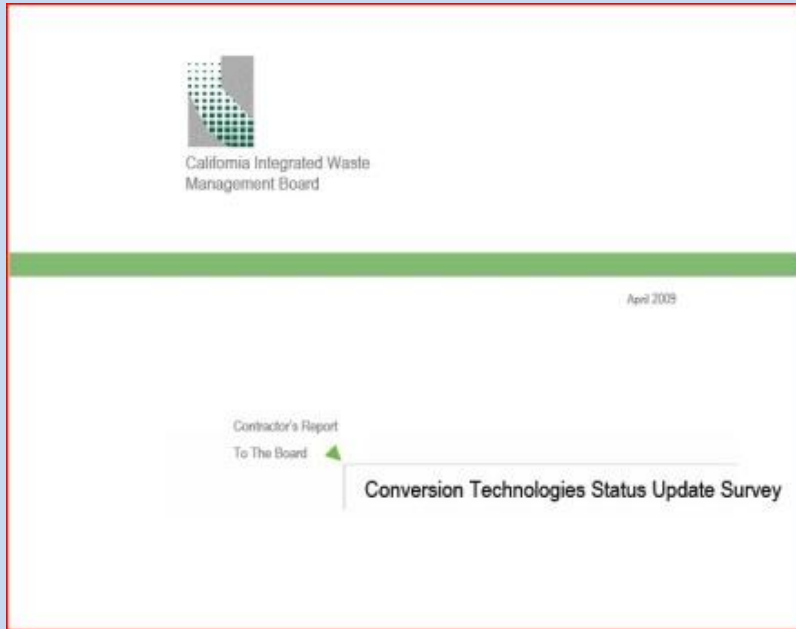 California Integrated Waste
Management Board
April 2009
Contractor's Report
To The Board
Conversion Technologies Status Update Survey